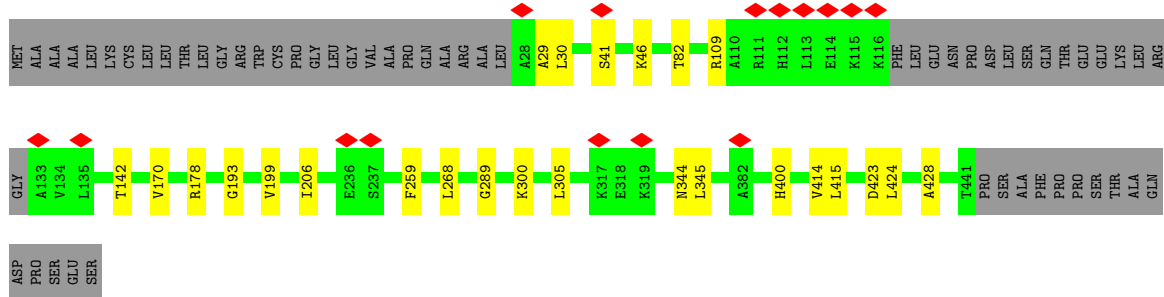 MET ALA ALA ALA LEU LYS CYS LEU LEU THR LEU GLY ARG TRP CYS PRO GLY LEU GLY VAL ALA PRO GLN ALA ARG ALA LEU A28 A29 L30 S41 K46 T82 R109 A110 R111 H112 L113 E114 K115 K116 PHE LEU GLU ASN PRO ASP LEU SER GLN THR GLU GLU LYS LEU ARG
GLY A133 V134 L135 T142 V170 R178 G193 V199 I206 E236 S237 F259 L268 G289 K300 L305 K317 E318 K319 N344 L345 A382 H400 V414 L415 D423 L424 A428 T441 PRO SER ALA PHE PRO PRO SER THR ALA GLN
ASP PRO SER GLU SER